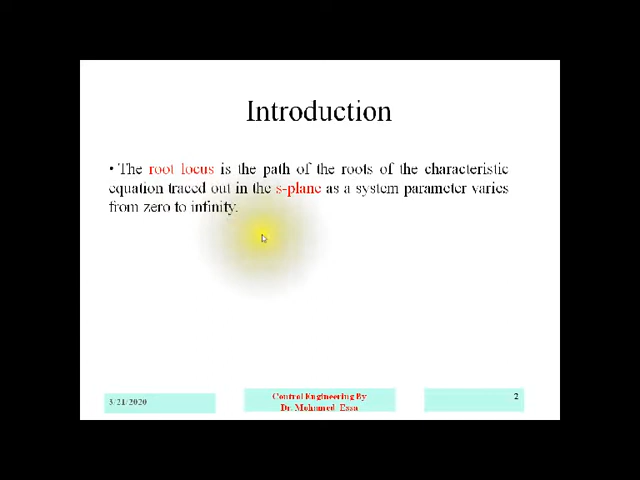 Introduction
• The root locus is the path of the roots of the characteristic
equation traced out in the s-plane as a system parameter varies
from zero to infinity.
3/21/2020
Control Engineering By
Dr. Mohamed Essa
2